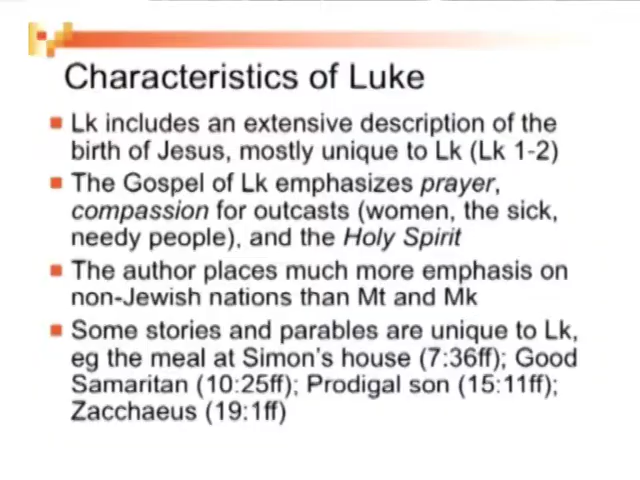 Characteristics of Luke
Lk includes an extensive description of the
birth of Jesus, mostly unique to Lk (Lk 1-2)
The Gospel of Lk emphasizes prayer,
compassion for outcasts (women, the sick,
needy people), and the Holy Spirit
The author places much more emphasis on
non-Jewish nations than Mt and Mk
Some stories and parables are unique to Lk,
eg the meal at Simon's house (7:36ff); Good
Samaritan (10:25ff); Prodigal son (15:11ff);
Zacchaeus (19:1ff)